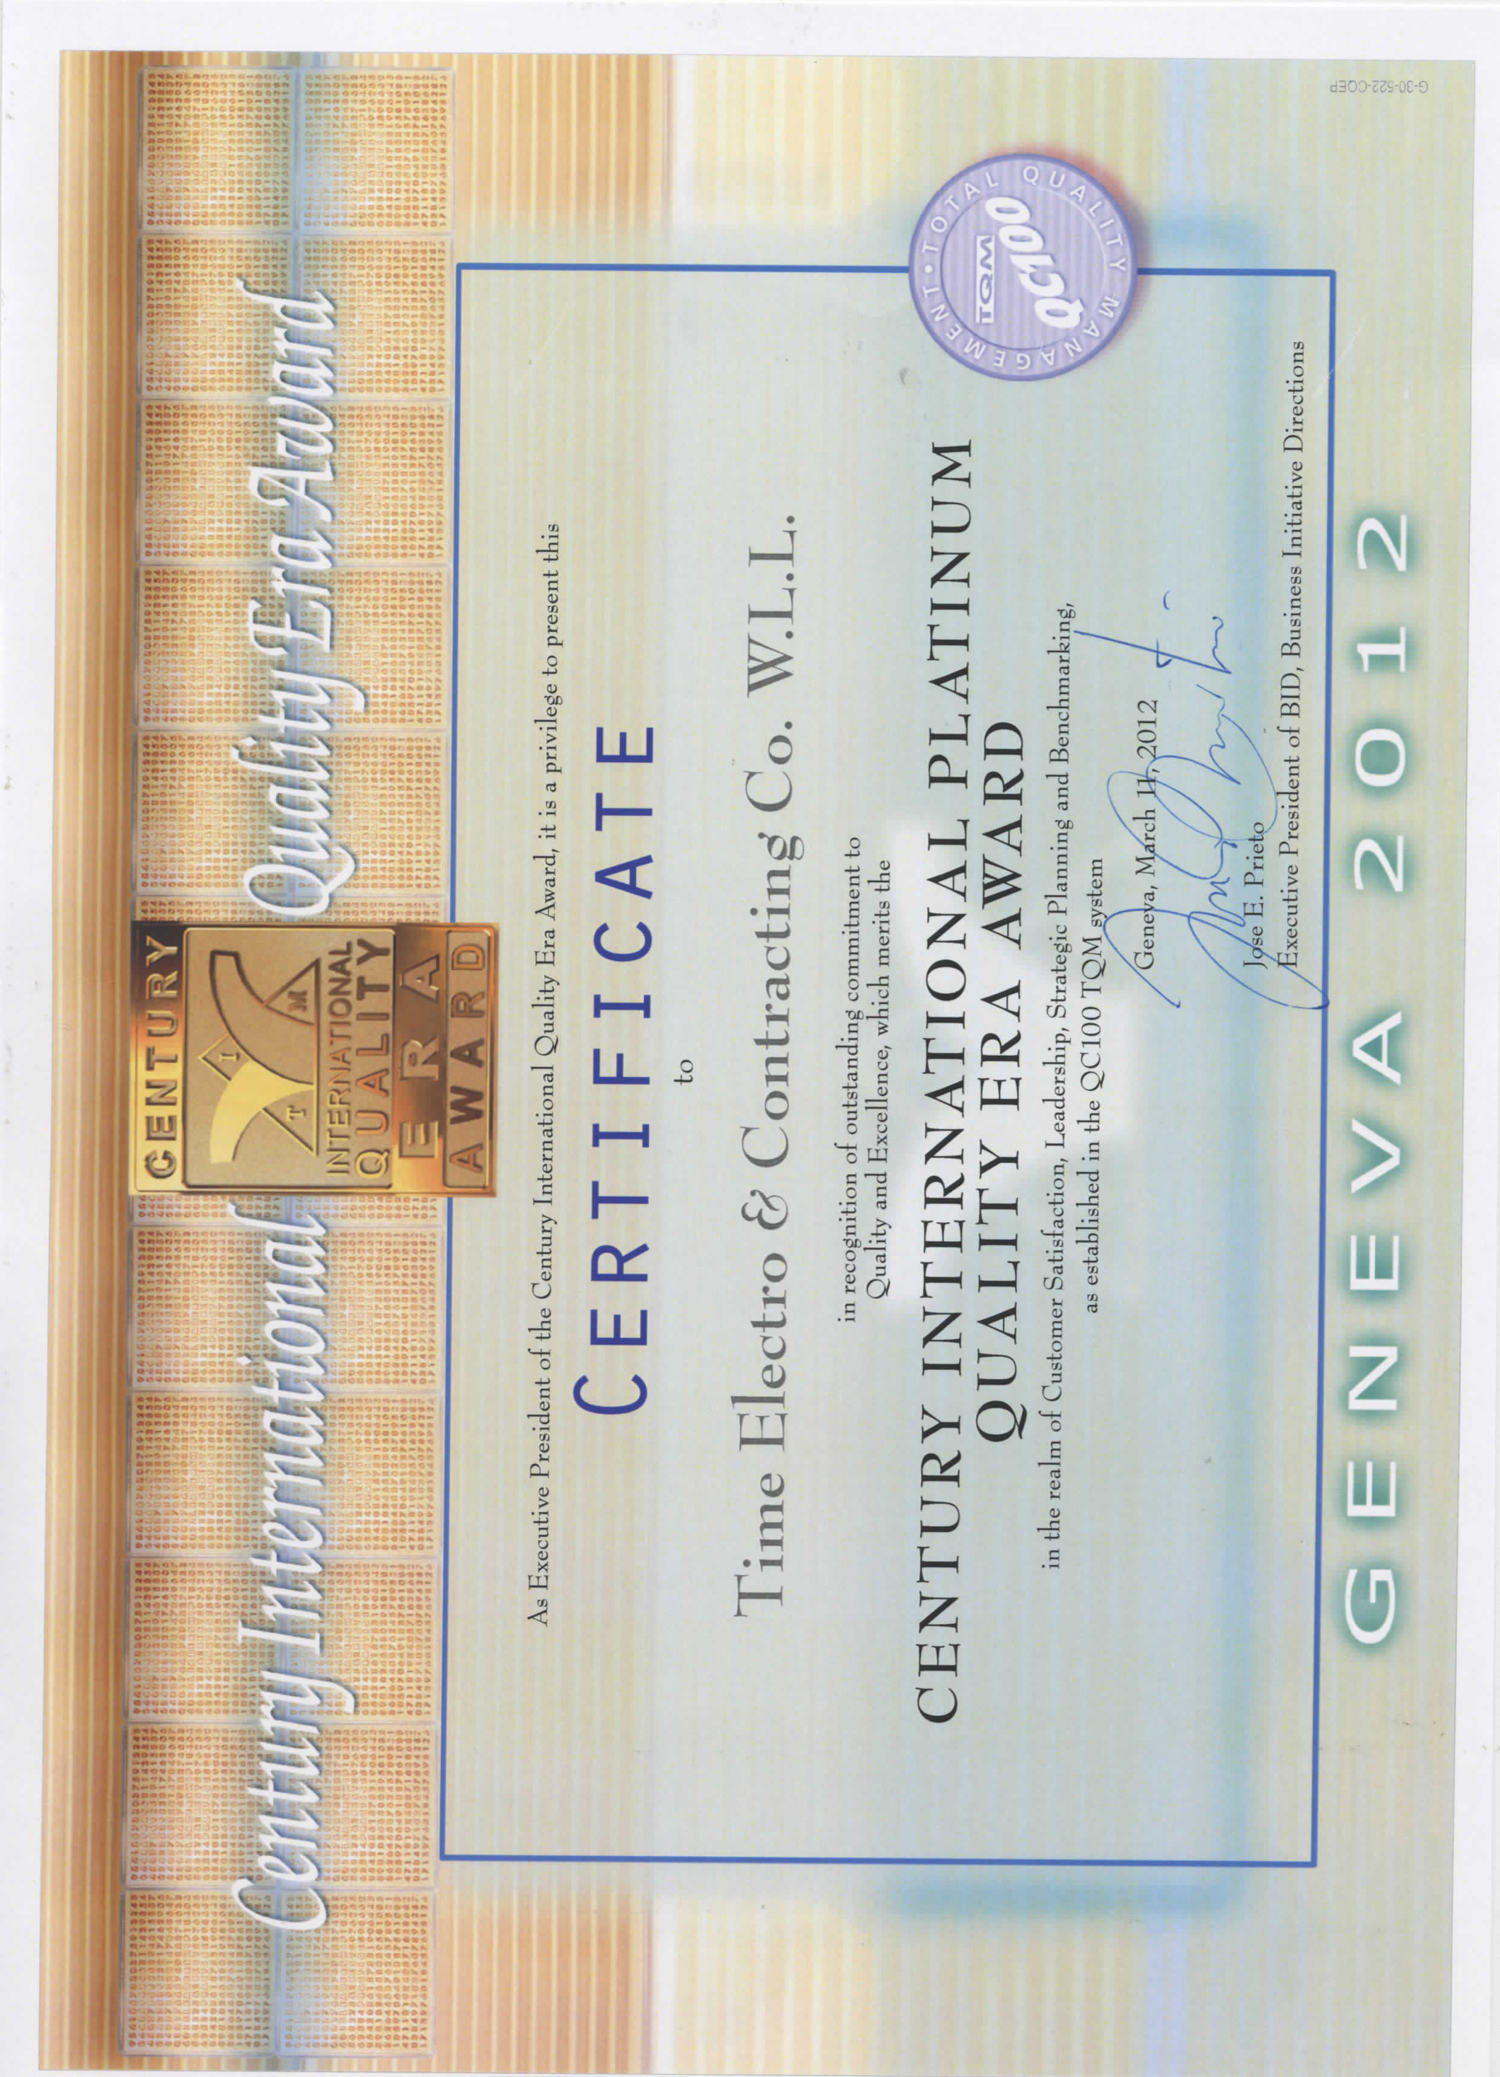 Century International Quality Era Award
CENTURY
T I M
INTERNATIONAL
QUALITY
ERA
AWARD
As Executive President of the Century International Quality Era Award, it is a privilege to present this
CERTIFICATE
to
Time Electro & Contracting Co. W.L.L.
in recognition of outstanding commitment to
Quality and Excellence, which merits the
CENTURY INTERNATIONAL PLATINUM
QUALITY ERA AWARD
in the realm of Customer Satisfaction, Leadership, Strategic Planning and Benchmarking,
as established in the QC100 TQM system
Geneva, March 11, 2012
Jose E. Prieto
Executive President of BID, Business Initiative Directions
TOTAL QUALITY MANAGEMENT
TQM
QC100
GENEVA 2012
G-30-522-CQEP